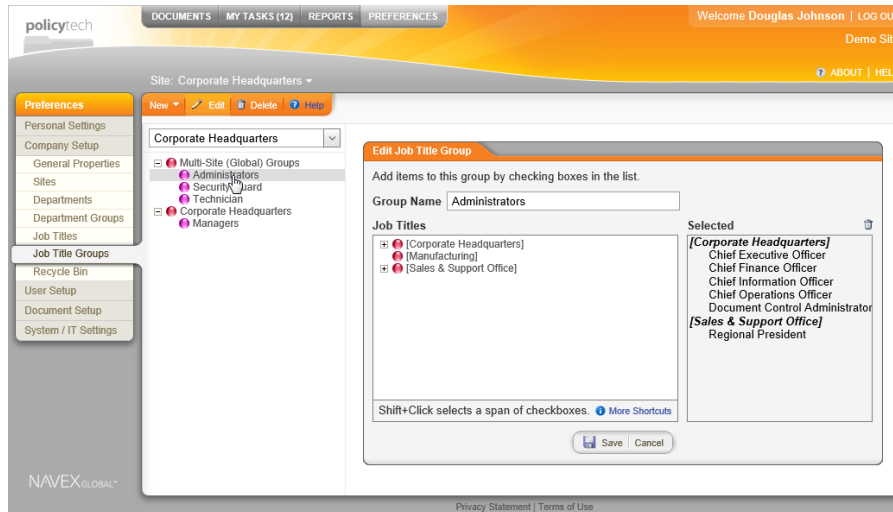 policytech
DOCUMENTS MY TASKS (12) REPORTS PREFERENCES
Welcome Douglas Johnson | LOG OU
Demo Sit
Site: Corporate Headquarters
ABOUT | HEL
Preferences
Personal Settings
Company Setup
General Properties
Sites
Departments
Department Groups
Job Titles
Job Title Groups
Recycle Bin
User Setup
Document Setup
System / IT Settings
NAVEX GLOBAL
New Edit Delete Help
Corporate Headquarters
Multi-Site (Global) Groups
Administrators
Security Guard
Technician
Corporate Headquarters
Managers
Edit Job Title Group
Add items to this group by checking boxes in the list.
Group Name Administrators
Job Titles
[Corporate Headquarters]
[Manufacturing]
[Sales & Support Office]
Shift+Click selects a span of checkboxes. More Shortcuts
Selected
[Corporate Headquarters]
Chief Executive Officer
Chief Finance Officer
Chief Information Officer
Chief Operations Officer
Document Control Administrator
[Sales & Support Office]
Regional President
Save | Cancel
Privacy Statement | Terms of Use